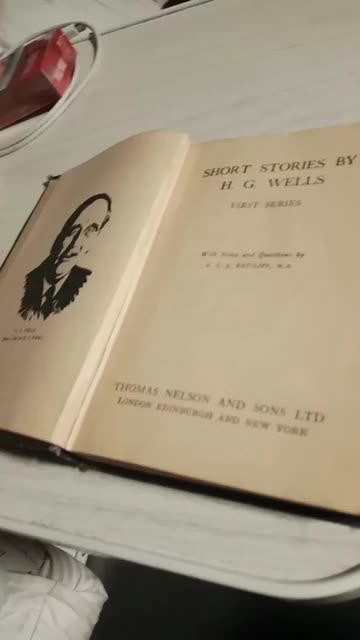 SHORT STORIES BY
H. G. WELLS
FIRST SERIES
With Notes and Questions by
M.A.
THOMAS NELSON AND SONS LTD
LONDON EDINBURGH AND NEW YORK